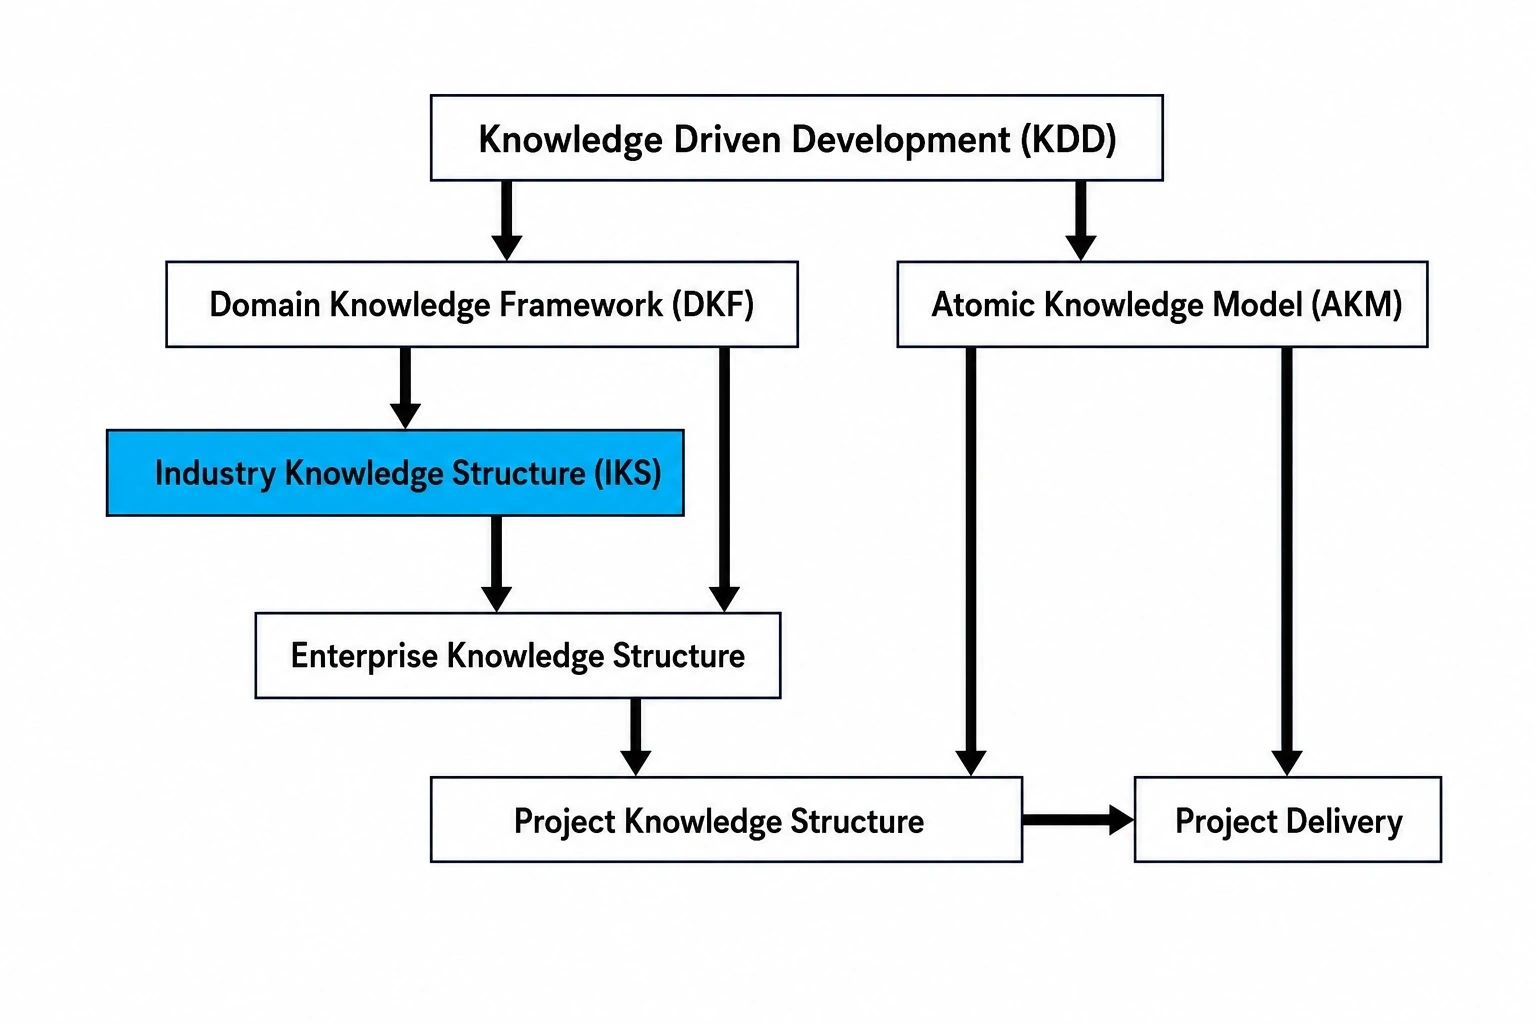 Knowledge Driven Development (KDD)
Domain Knowledge Framework (DKF)
Atomic Knowledge Model (AKM)
Industry Knowledge Structure (IKS)
Enterprise Knowledge Structure
Project Knowledge Structure
Project Delivery